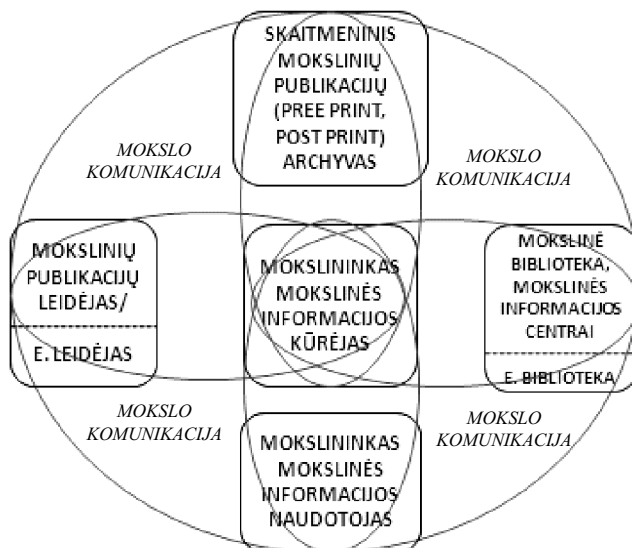 SKAITMENINIS
MOKSLINIŲ
PUBLIKACIJŲ
(PREE PRINT,
POST PRINT)
ARCHYVAS
MOKSLO
KOMUNIKACIJA
MOKSLO
KOMUNIKACIJA
MOKSLINIŲ
PUBLIKACIJŲ
LEIDĖJAS/
E. LEIDĖJAS
MOKSLININKAS
MOKSLINĖS
INFORMACIJOS
KŪRĖJAS
MOKSLINĖ
BIBLIOTEKA,
MOKSLINĖS
INFORMACIJOS
CENTRAI
E. BIBLIOTEKA
MOKSLO
KOMUNIKACIJA
MOKSLO
KOMUNIKACIJA
MOKSLININKAS
MOKSLINĖS
INFORMACIJOS
NAUDOTOJAS